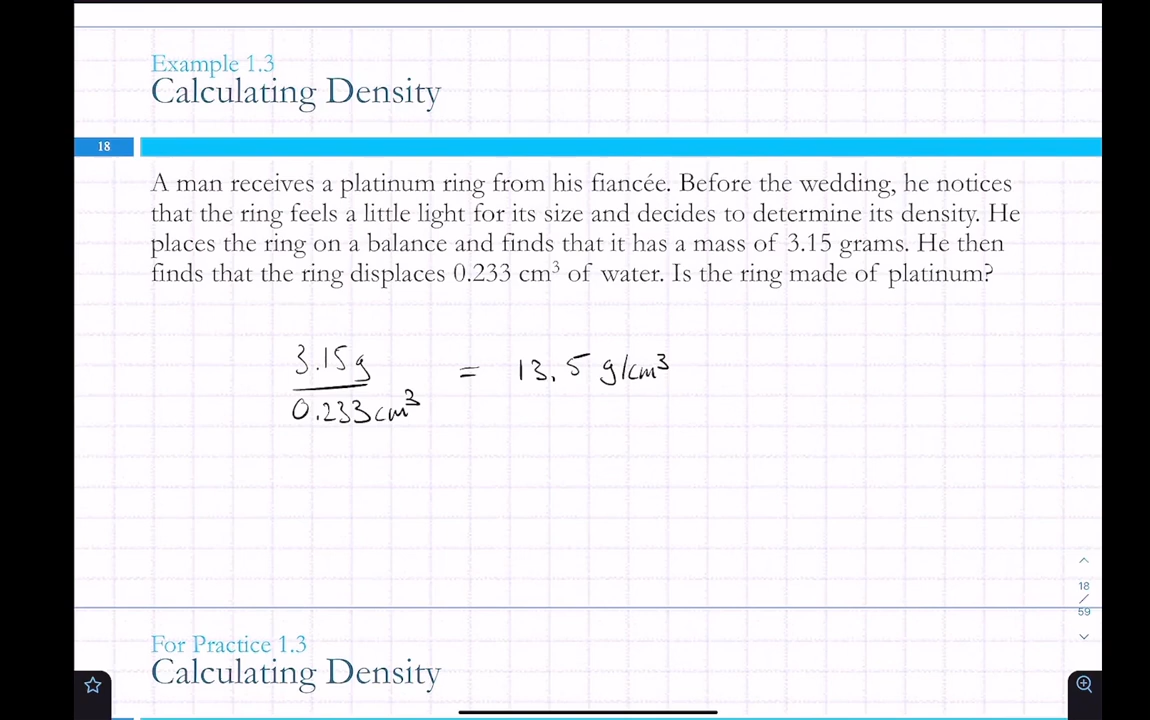 Example 1.3
Calculating Density
18
A man receives a platinum ring from his fiancée. Before the wedding, he notices
that the ring feels a little light for its size and decides to determine its density. He
places the ring on a balance and finds that it has a mass of 3.15 grams. He then
finds that the ring displaces 0.233 cm³ of water. Is the ring made of platinum?
3.15g
= 13.5 g/cm³
0.233cm³
18
/
59
For Practice 1.3
Calculating Density